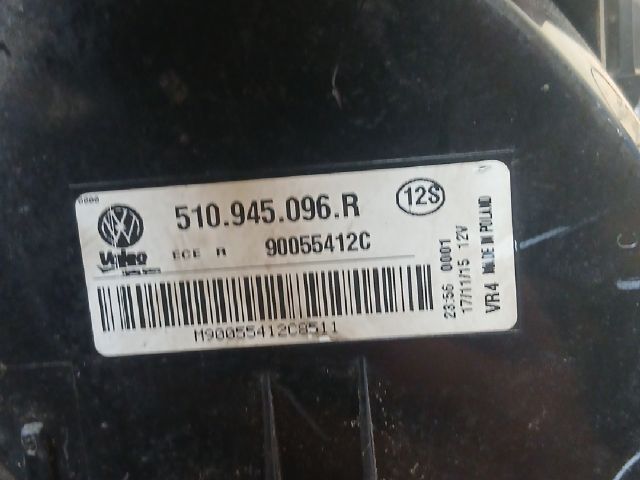 0000
510.945.096.R
12S
Valeo
ECE R 90055412C
M90055412C8511
23:56 0001
17/11/15 12V
VR4 MADE IN POLAND